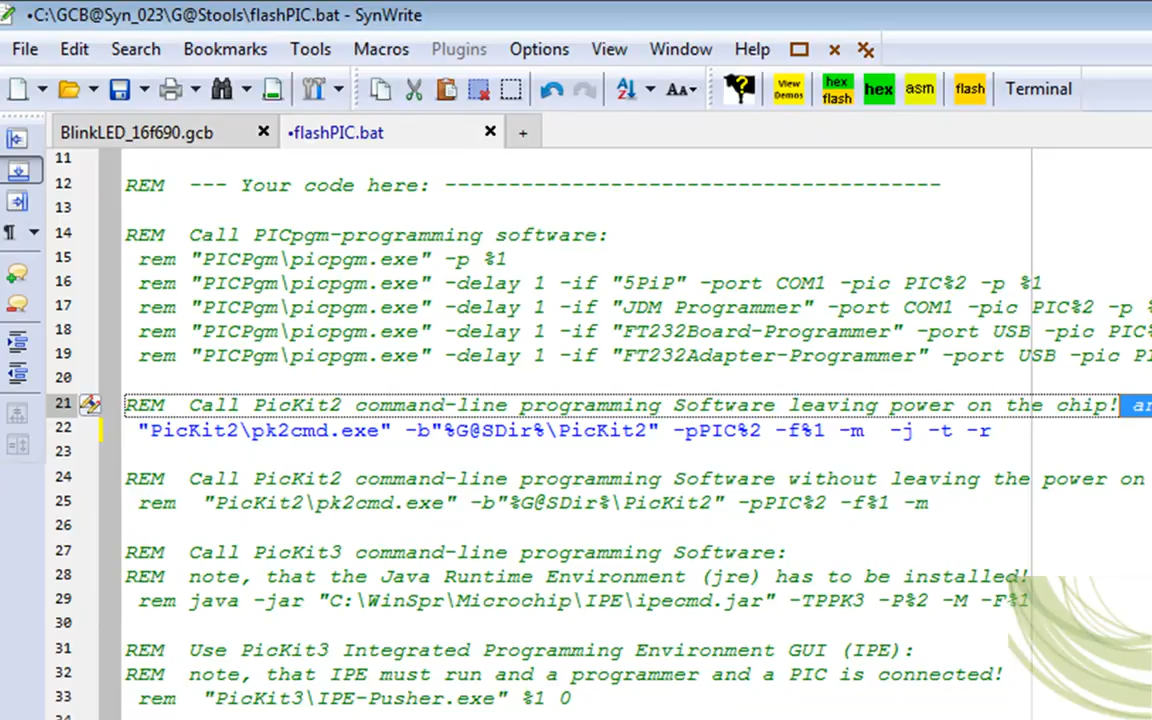 •C:\GCB@Syn_023\G@Stools\flashPIC.bat - SynWrite
File Edit Search Bookmarks Tools Macros Plugins Options View Window Help
View Demos hex flash hex asm flash Terminal
BlinkLED_16f690.gcb •flashPIC.bat
11
12 REM --- Your code here: ---------------------------------------
13
14 REM Call PICpgm-programming software:
15 rem "PICPgm\picpgm.exe" -p %1
16 rem "PICPgm\picpgm.exe" -delay 1 -if "5PiP" -port COM1 -pic PIC%2 -p %1
17 rem "PICPgm\picpgm.exe" -delay 1 -if "JDM Programmer" -port COM1 -pic PIC%2 -p
18 rem "PICPgm\picpgm.exe" -delay 1 -if "FT232Board-Programmer" -port USB -pic PIC%
19 rem "PICPgm\picpgm.exe" -delay 1 -if "FT232Adapter-Programmer" -port USB -pic PI
20
21 REM Call PicKit2 command-line programming Software leaving power on the chip!
22 "PicKit2\pk2cmd.exe" -b"%G@SDir%\PicKit2" -pPIC%2 -f%1 -m -j -t -r
23
24 REM Call PicKit2 command-line programming Software without leaving the power on
25 rem "PicKit2\pk2cmd.exe" -b"%G@SDir%\PicKit2" -pPIC%2 -f%1 -m
26
27 REM Call PicKit3 command-line programming Software:
28 REM note, that the Java Runtime Environment (jre) has to be installed!
29 rem java -jar "C:\WinSpr\Microchip\IPE\ipecmd.jar" -TPPK3 -P%2 -M -F%1
30
31 REM Use PicKit3 Integrated Programming Environment GUI (IPE):
32 REM note, that IPE must run and a programmer and a PIC is connected!
33 rem "PicKit3\IPE-Pusher.exe" %1 0